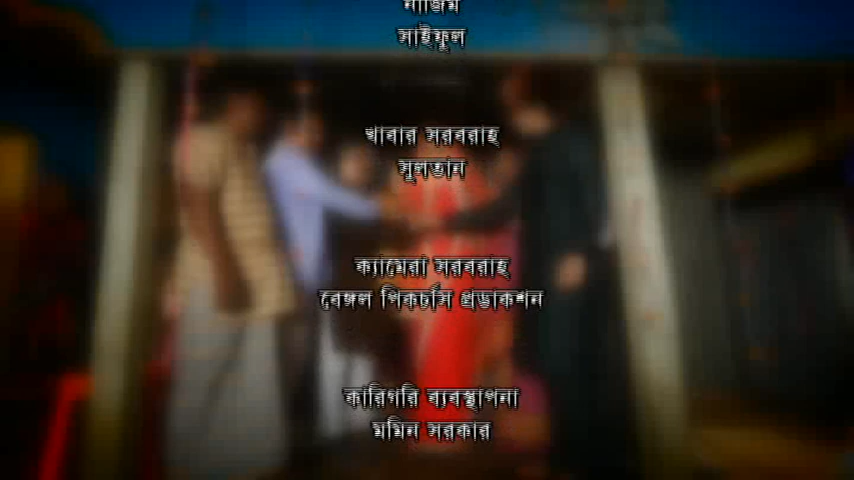 নাজিম
সাইফুল
খাবার সরবরাহ
সুলতান
ক্যামেরা সরবরাহ
বেঙ্গল পিকচার্স প্রডাকশন
কারিগরি ব্যবস্থাপনা
মমিন সরকার